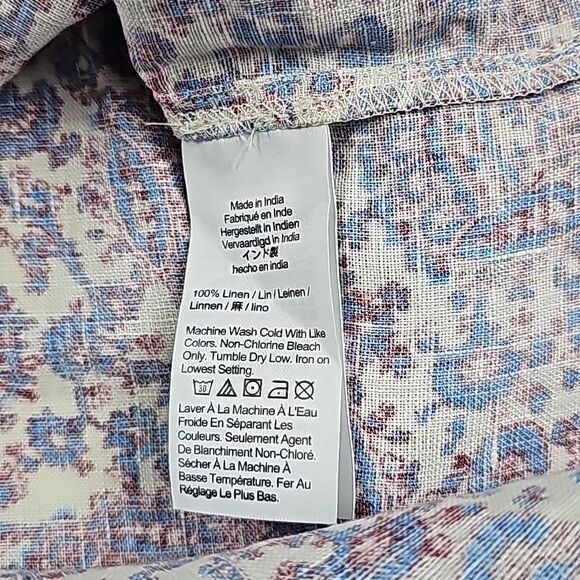 Made in India
Fabriqué en Inde
Hergestellt in Indien
Vervaardigd in India
インド製
hecho en india
100% Linen / Lin / Leinen /
Linnen / 麻 / lino
Machine Wash Cold With Like
Colors. Non-Chlorine Bleach
Only. Tumble Dry Low. Iron on
Lowest Setting.
30
Laver À La Machine À L'Eau
Froide En Séparant Les
Couleurs. Seulement Agent
De Blanchiment Non-Chloré.
Sécher À La Machine À
Basse Température. Fer Au
Réglage Le Plus Bas.